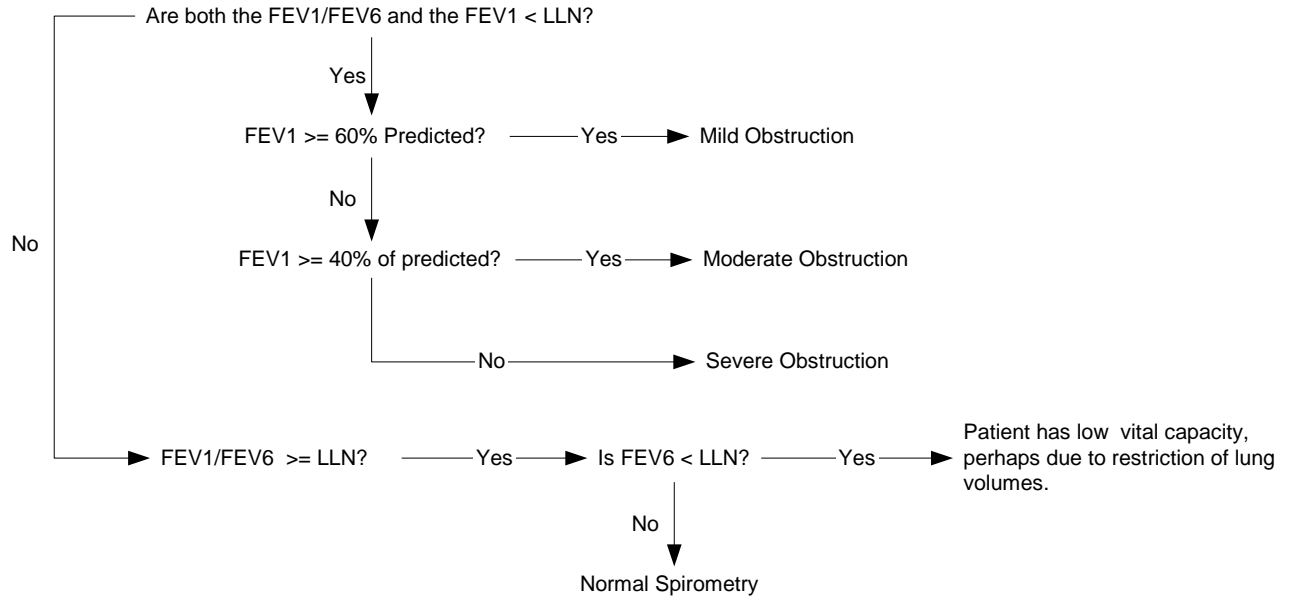 Are both the FEV1/FEV6 and the FEV1 < LLN?
Yes
FEV1 >= 60% Predicted?
Yes
Mild Obstruction
No
No
FEV1 >= 40% of predicted?
Yes
Moderate Obstruction
No
Severe Obstruction
FEV1/FEV6 >= LLN?
Yes
Is FEV6 < LLN?
Yes
Patient has low vital capacity,
perhaps due to restriction of lung
volumes.
No
Normal Spirometry